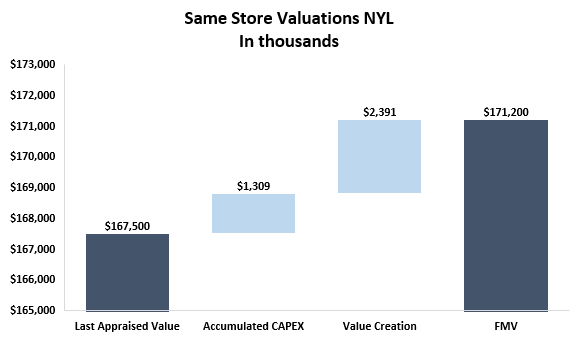 Same Store Valuations NYL
In thousands
$173,000
$172,000
$171,000
$170,000
$169,000
$168,000
$167,000
$166,000
$165,000
$167,500
$1,309
$2,391
$171,200
Last Appraised Value
Accumulated CAPEX
Value Creation
FMV